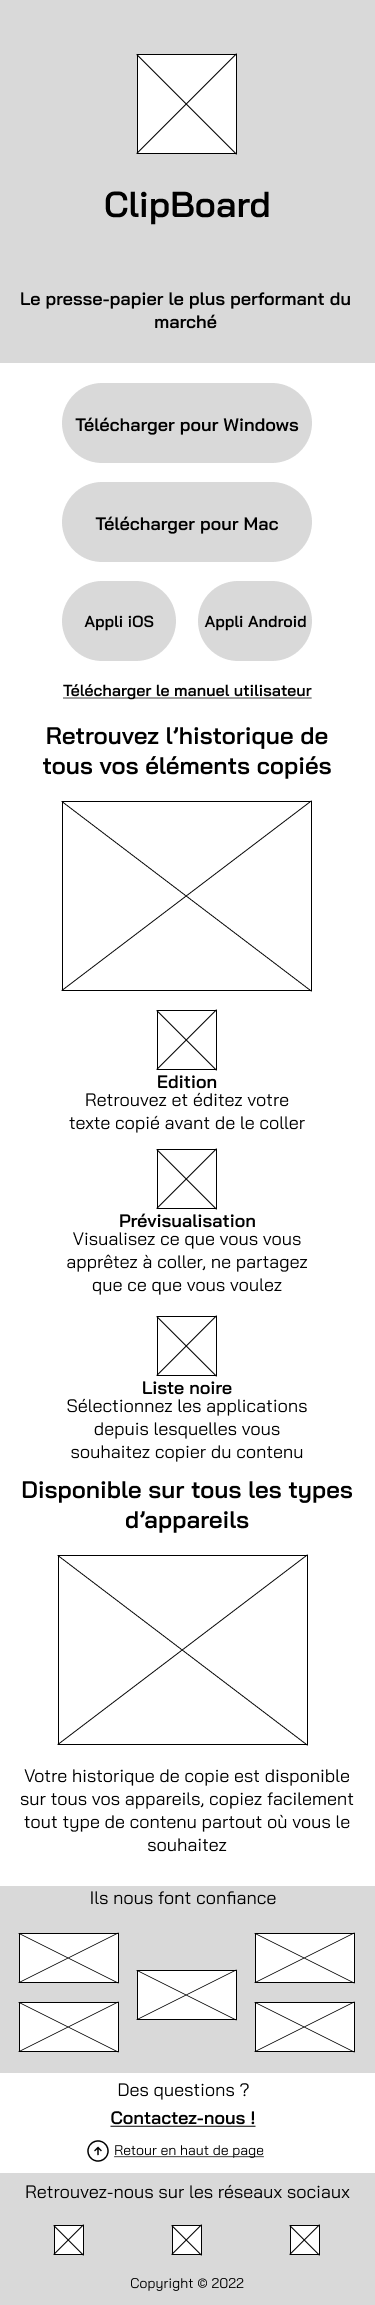 ClipBoard
Le presse-papier le plus performant du
marché
Télécharger pour Windows
Télécharger pour Mac
Appli iOS
Appli Android
Télécharger le manuel utilisateur
Retrouvez l’historique de
tous vos éléments copiés
Edition
Retrouvez et éditez votre
texte copié avant de le coller
Prévisualisation
Visualisez ce que vous vous
apprêtez à coller, ne partagez
que ce que vous voulez
Liste noire
Sélectionnez les applications
depuis lesquelles vous
souhaitez copier du contenu
Disponible sur tous les types
d’appareils
Votre historique de copie est disponible
sur tous vos appareils, copiez facilement
tout type de contenu partout où vous le
souhaitez
Ils nous font confiance
Des questions ?
Contactez-nous !
Retour en haut de page
Retrouvez-nous sur les réseaux sociaux
Copyright © 2022